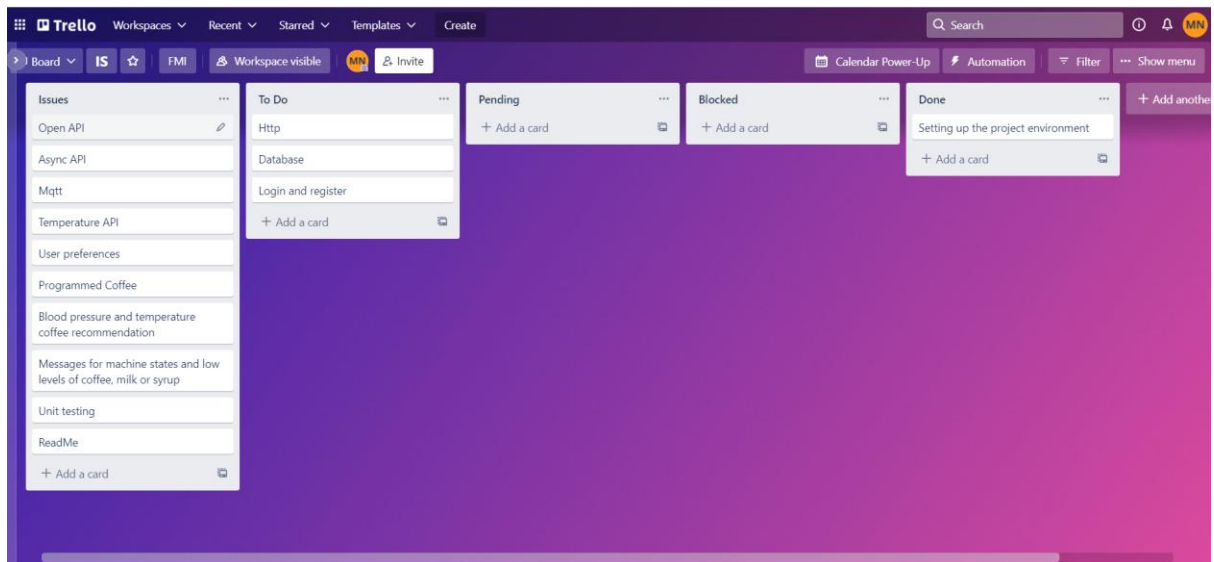 Trello Workspaces Recent Starred Templates Create Search MN
Board IS FMI Workspace visible MN Invite Calendar Power-Up Automation Filter ... Show menu
Issues ... To Do ... Pending ... Blocked ... Done ... + Add another
Open API
Async API
Mqtt
Temperature API
User preferences
Programmed Coffee
Blood pressure and temperature
coffee recommendation
Messages for machine states and low
levels of coffee, milk or syrup
Unit testing
ReadMe
+ Add a card
Http
Database
Login and register
+ Add a card
+ Add a card
+ Add a card
Setting up the project environment
+ Add a card